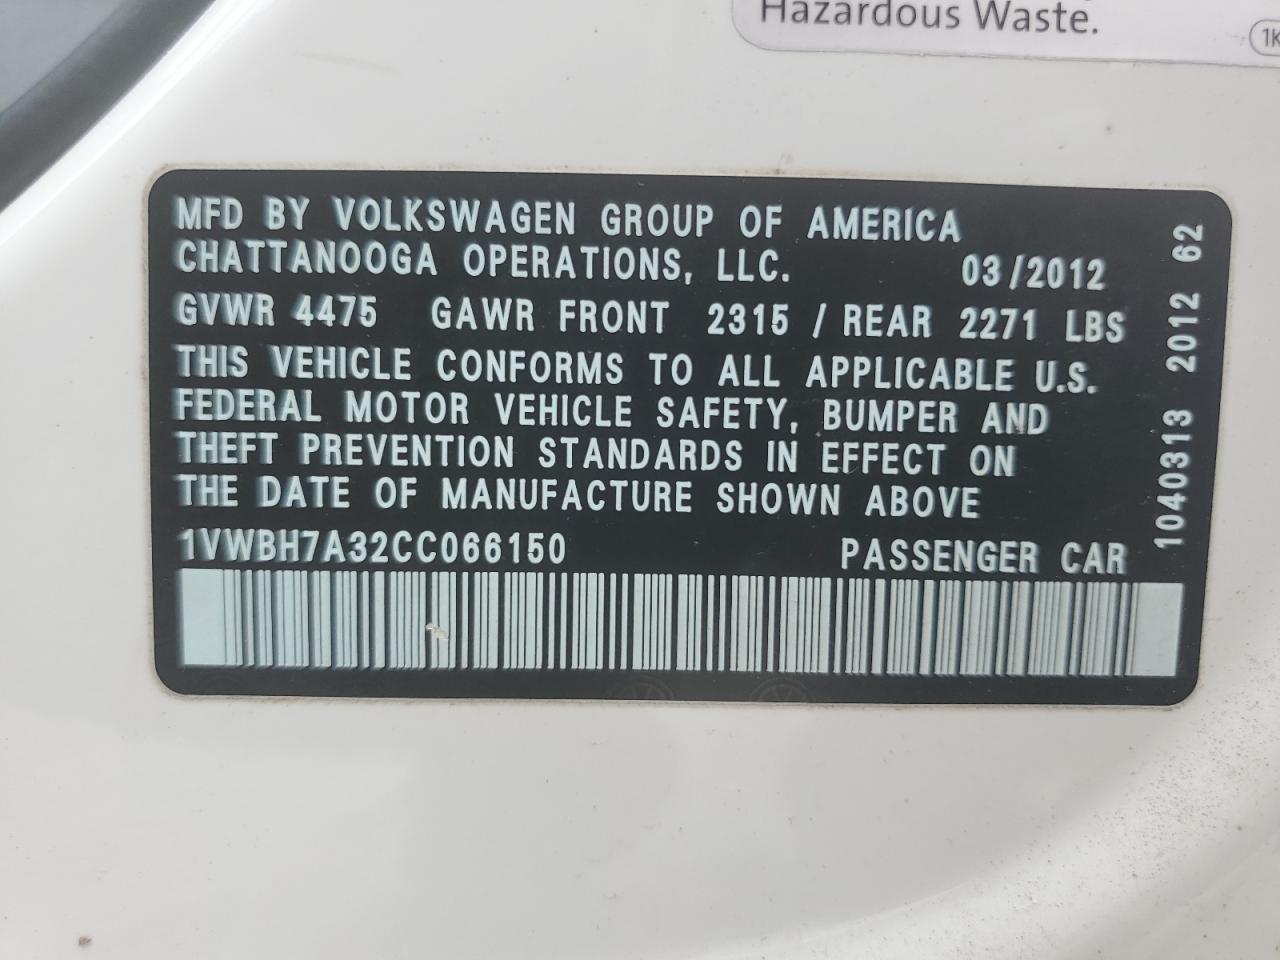 Hazardous Waste.
1K
MFD BY VOLKSWAGEN GROUP OF AMERICA
CHATTANOOGA OPERATIONS, LLC. 03/2012
GVWR 4475 GAWR FRONT 2315 / REAR 2271 LBS
THIS VEHICLE CONFORMS TO ALL APPLICABLE U.S.
FEDERAL MOTOR VEHICLE SAFETY, BUMPER AND
THEFT PREVENTION STANDARDS IN EFFECT ON
THE DATE OF MANUFACTURE SHOWN ABOVE
1VWBH7A32CC066150 PASSENGER CAR
1040313 2012 62